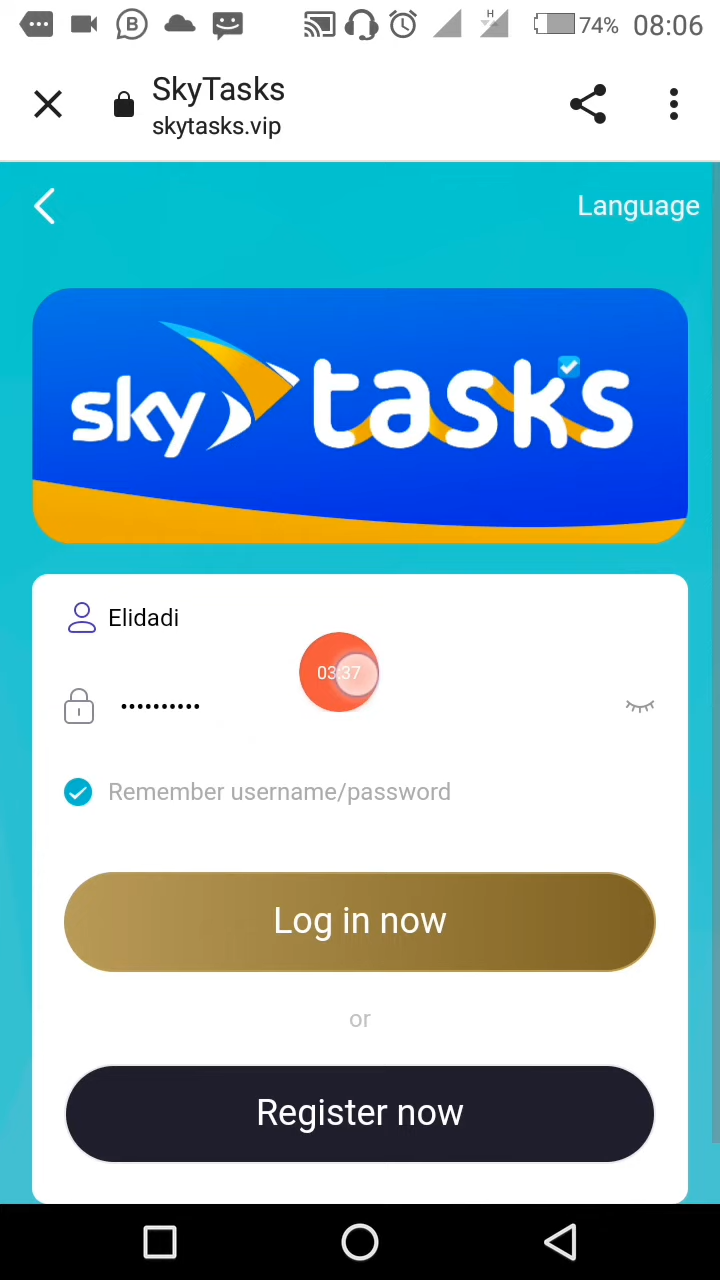 H
74% 08:06
SkyTasks
skytasks.vip
Language
sky tasks
Elidadi
03:37
••••••••••
Remember username/password
Log in now
or
Register now